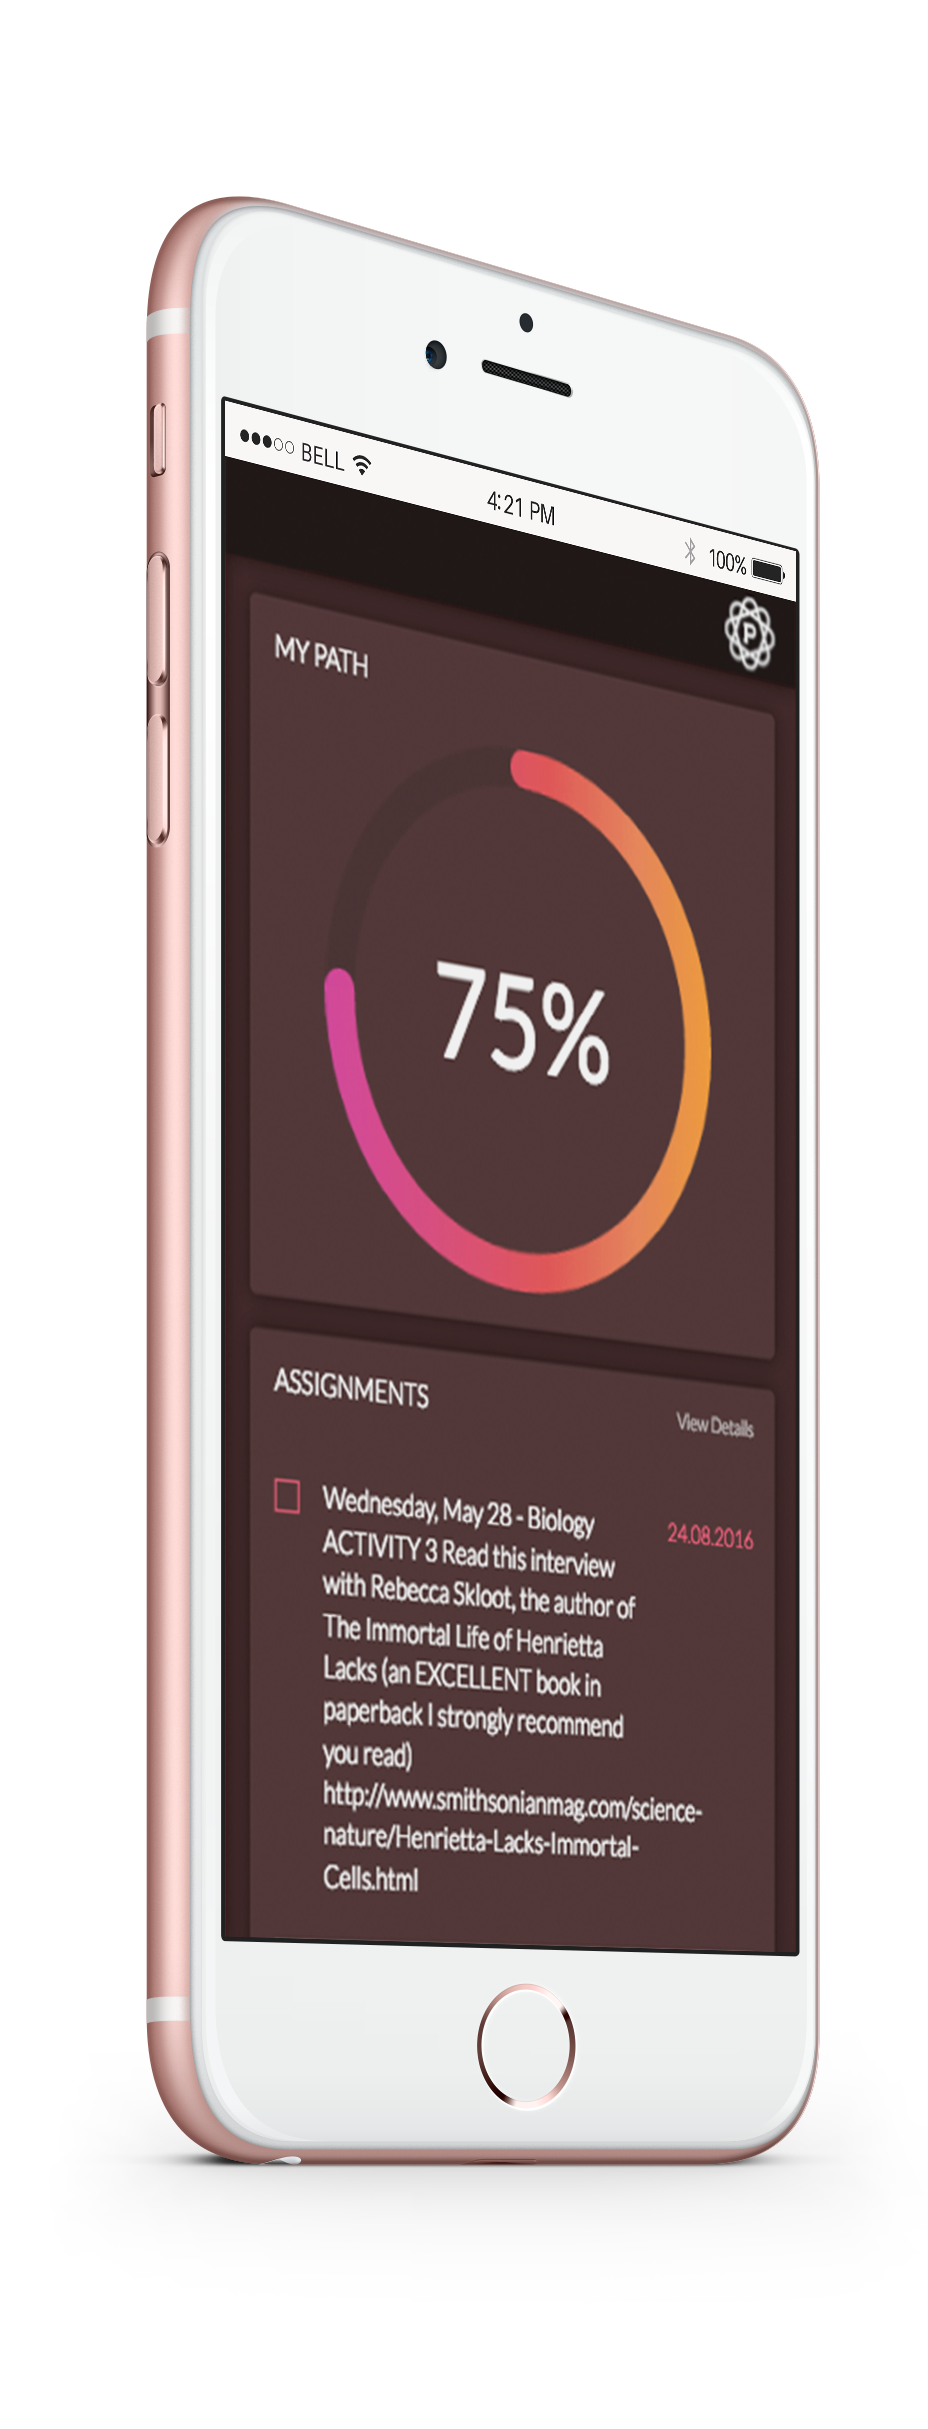 BELL
4:21 PM
100%
P
MY PATH
75%
ASSIGNMENTS
View Details
Wednesday, May 28 - Biology
24.08.2016
ACTIVITY 3 Read this interview
with Rebecca Skloot, the author of
The Immortal Life of Henrietta
Lacks (an EXCELLENT book in
paperback I strongly recommend
you read)
http://www.smithsonianmag.com/science-
nature/Henrietta-Lacks-Immortal-
Cells.html